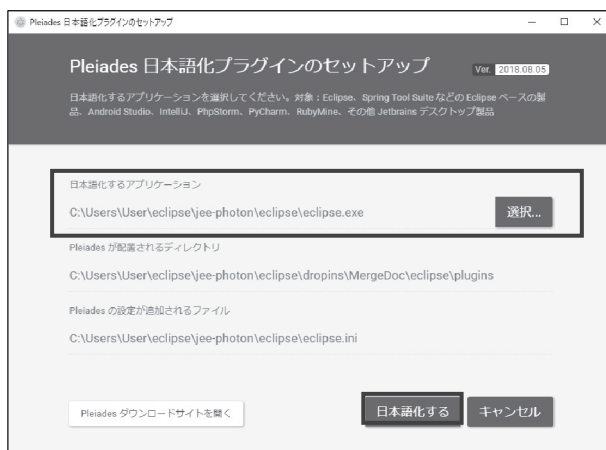 Pleiades 日本語化プラグインのセットアップ
Pleiades 日本語化プラグインのセットアップ
Ver. 2018.08.05
日本語化するアプリケーションを選択してください。対象：Eclipse、Spring Tool Suite などの Eclipse ベースの製
品、Android Studio、IntelliJ、PhpStorm、PyCharm、RubyMine、その他 Jetbrains デスクトップ製品
日本語化するアプリケーション
C:\Users\User\eclipse\jee-photon\eclipse\eclipse.exe
選択...
Pleiades が配置されるディレクトリ
C:\Users\User\eclipse\jee-photon\eclipse\dropins\MergeDoc\eclipse\plugins
Pleiades の設定が追加されるファイル
C:\Users\User\eclipse\jee-photon\eclipse\eclipse.ini
Pleiades ダウンロードサイトを開く
日本語化する
キャンセル